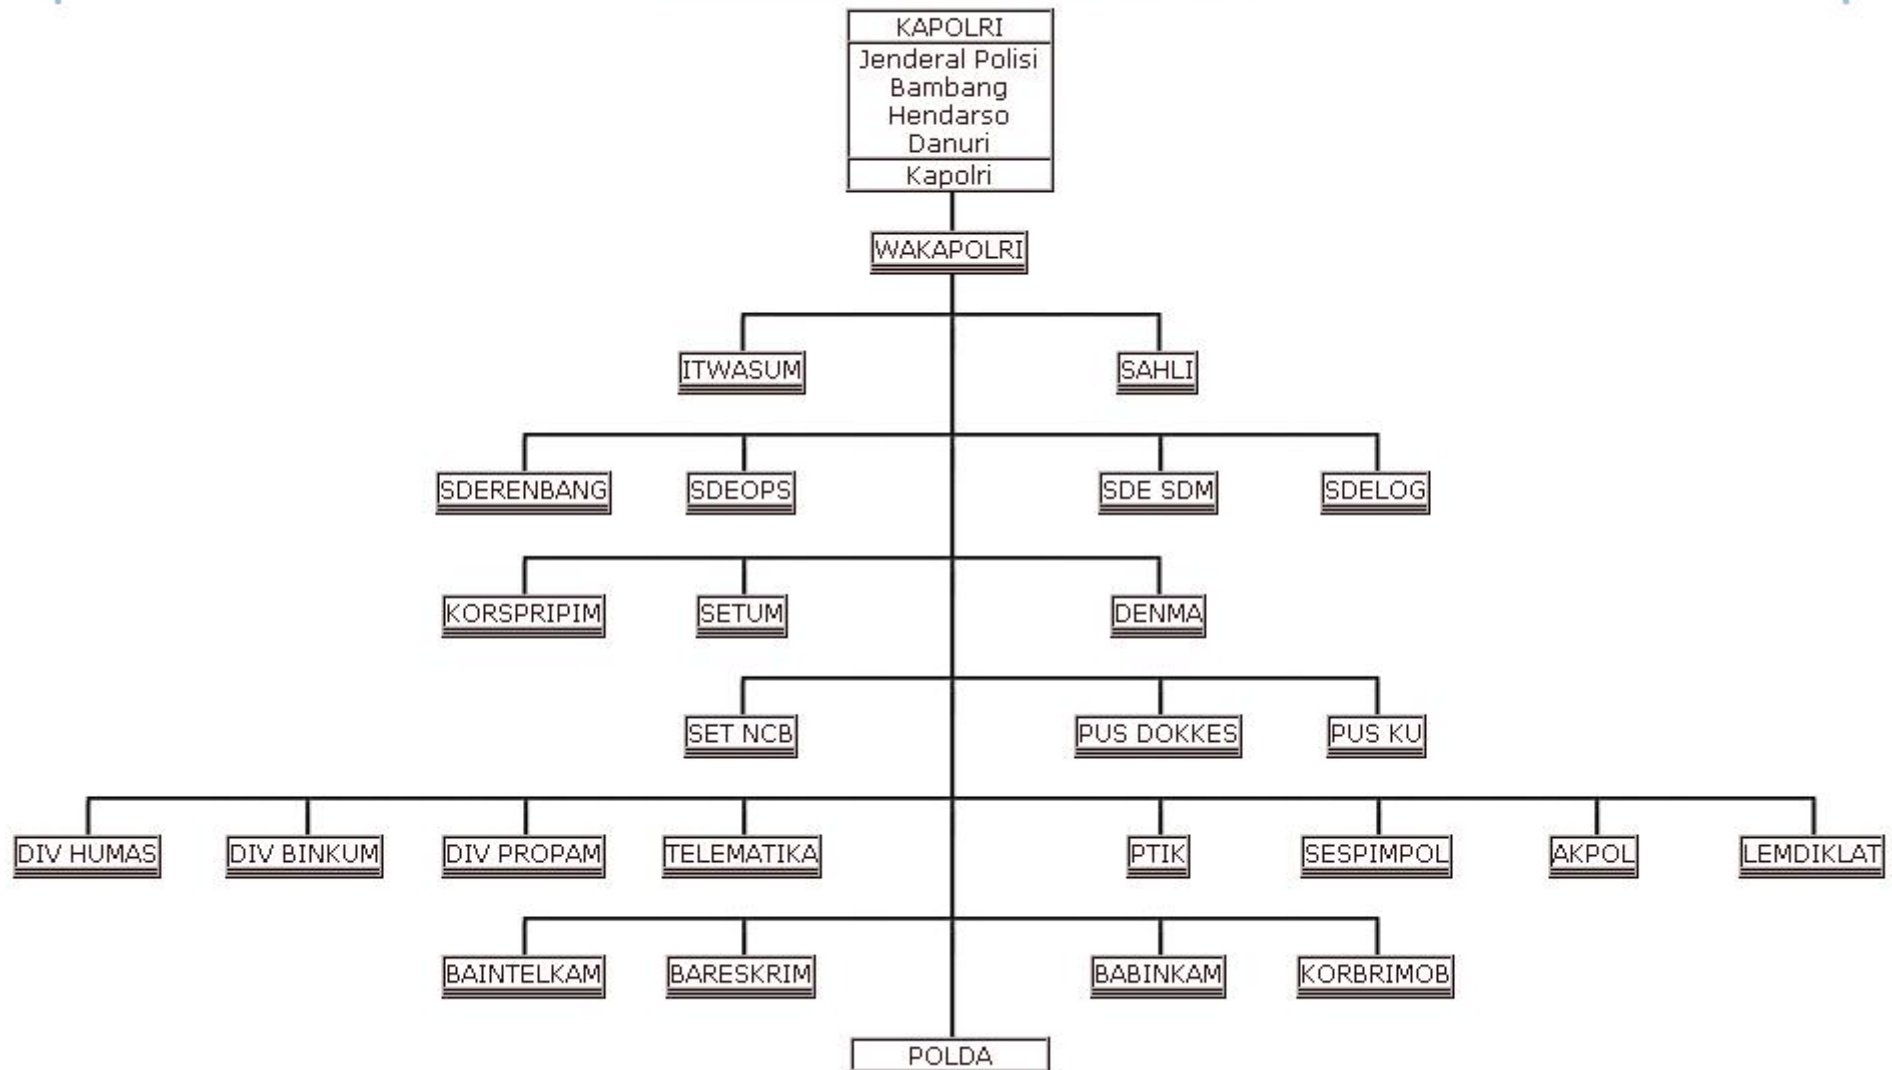 KAPOLRI
Jenderal Polisi
Bambang
Hendarso
Danuri
Kapolri
WAKAPOLRI
ITWASUM
SAHLI
SDERENBANG
SDEOPS
SDE SDM
SDELOG
KORSPRIPIM
SETUM
DENMA
SET NCB
PUS DOKKES
PUS KU
DIV HUMAS
DIV BINKUM
DIV PROPAM
TELEMATIKA
PTIK
SESPIMPOL
AKPOL
LEMDIKLAT
BAINTELKAM
BARESKRIM
BABINKAM
KORBRIMOB
POLDA